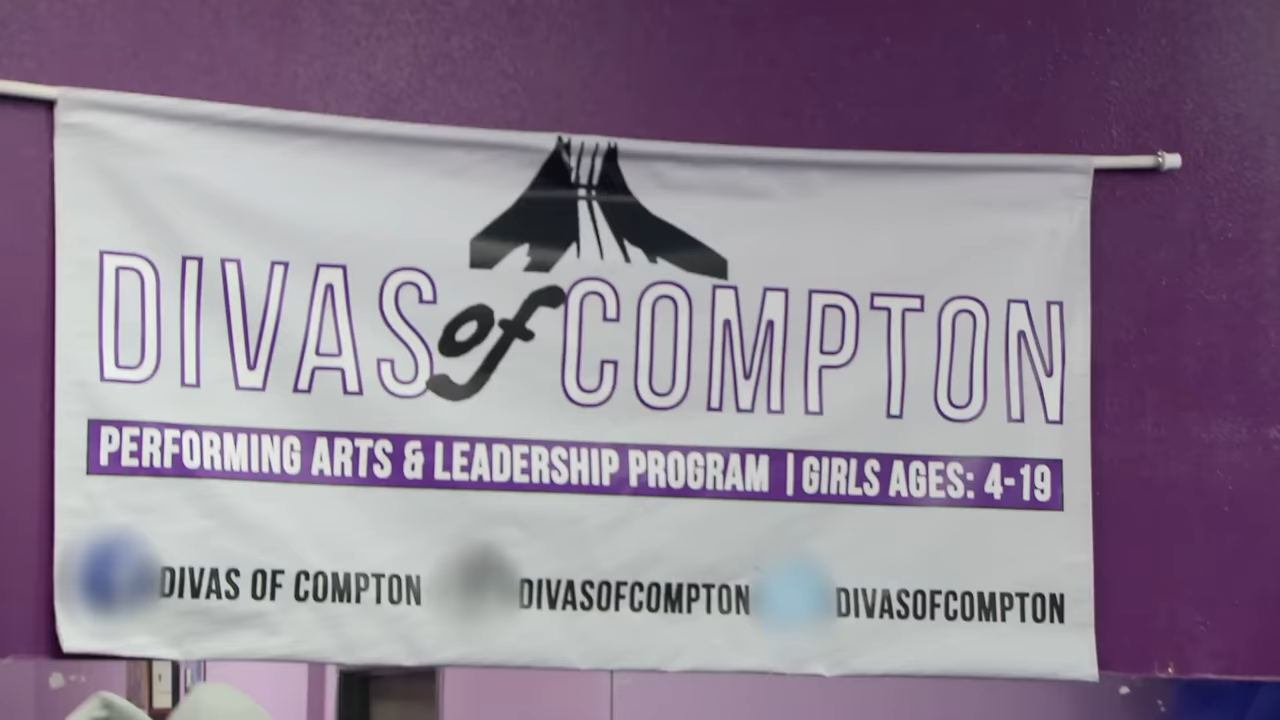 DIVAS of COMPTON
PERFORMING ARTS & LEADERSHIP PROGRAM | GIRLS AGES: 4-19
DIVAS OF COMPTON DIVASOFCOMPTON DIVASOFCOMPTON